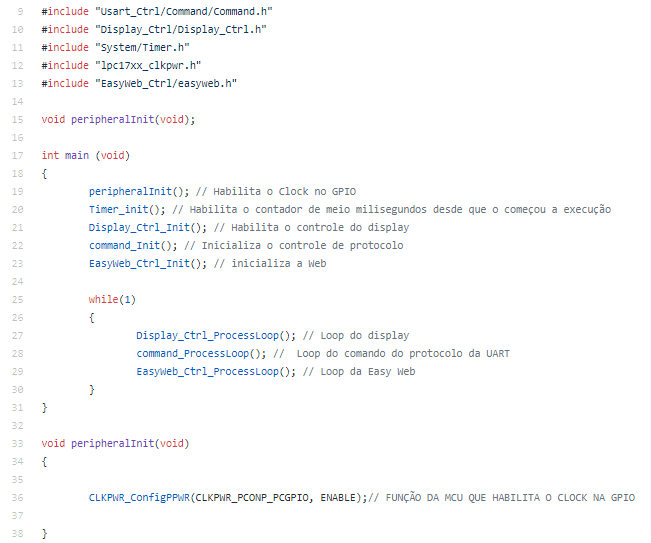 9 #include "Usart_Ctrl/Command/Command.h"
10 #include "Display_Ctrl/Display_Ctrl.h"
11 #include "System/Timer.h"
12 #include "lpc17xx_clkpwr.h"
13 #include "EasyWeb_Ctrl/easyweb.h"
14
15 void peripheralInit(void);
16
17 int main (void)
18 {
19 peripheralInit(); // Habilita o Clock no GPIO
20 Timer_init(); // Habilita o contador de meio milisegundos desde que o começou a execução
21 Display_Ctrl_Init(); // Habilita o controle do display
22 command_Init(); // Inicializa o controle de protocolo
23 EasyWeb_Ctrl_Init(); // inicializa a Web
24
25 while(1)
26 {
27 Display_Ctrl_ProcessLoop(); // Loop do display
28 command_ProcessLoop(); //  Loop do comando do protocolo da UART
29 EasyWeb_Ctrl_ProcessLoop(); // Loop da Easy Web
30 }
31 }
32
33 void peripheralInit(void)
34 {
35
36 CLKPWR_ConfigPPWR(CLKPWR_PCONP_PCGPIO, ENABLE);// FUNÇÃO DA MCU QUE HABILITA O CLOCK NA GPIO
37
38 }